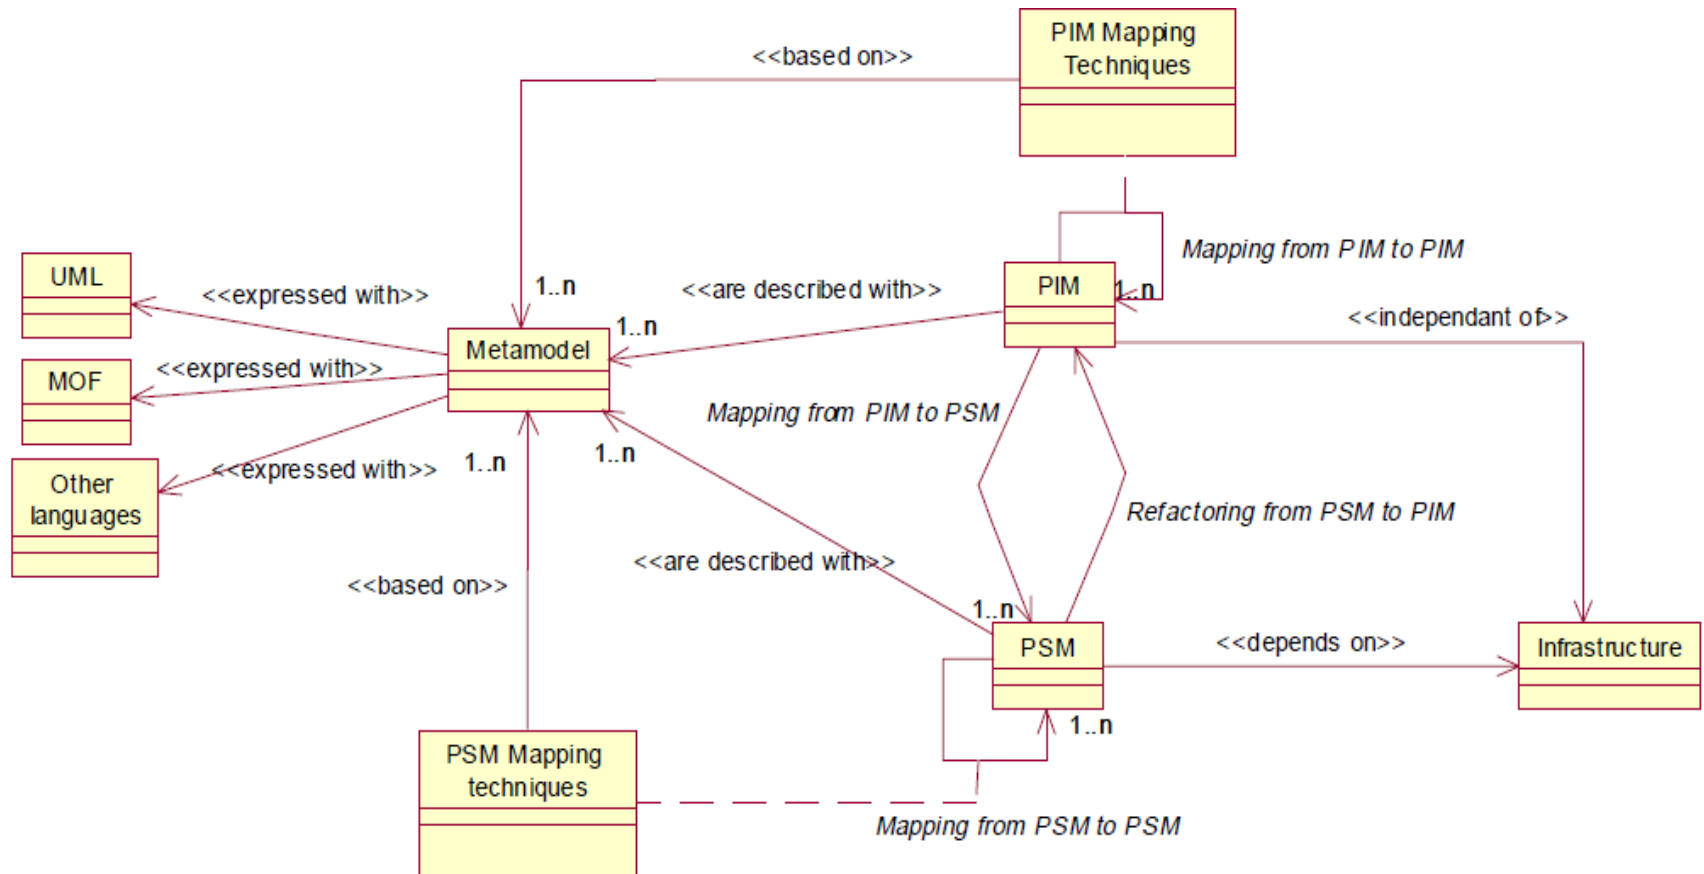 PIM Mapping
Techniques
<<based on>>
Mapping from PIM to PIM
UML
<<expressed with>>
1..n
<<are described with>>
PIM
1..n
<<independant of>>
1..n
Metamodel
MOF
<<expressed with>>
Mapping from PIM to PSM
Other
languages
<<expressed with>>
1..n
1..n
Refactoring from PSM to PIM
<<based on>>
<<are described with>>
1..n
PSM
<<depends on>>
Infrastructure
1..n
PSM Mapping
techniques
Mapping from PSM to PSM